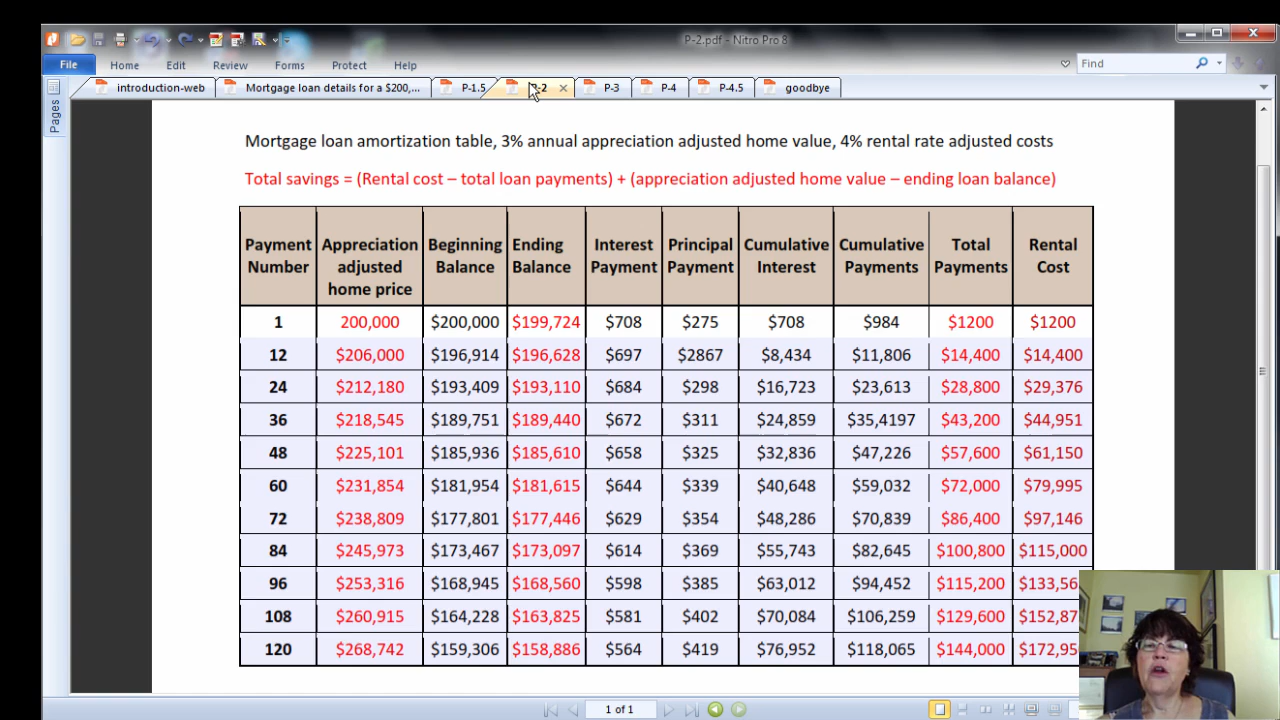 P-2.pdf - Nitro Pro 8
File Home Edit Review Forms Protect Help Find
introduction-web Mortgage loan details for a $200,... P-1.5 P-2 P-3 P-4 P-4.5 goodbye
Pages
Mortgage loan amortization table, 3% annual appreciation adjusted home value, 4% rental rate adjusted costs
Total savings = (Rental cost – total loan payments) + (appreciation adjusted home value – ending loan balance)
Payment Number Appreciation adjusted home price Beginning Balance Ending Balance Interest Payment Principal Payment Cumulative Interest Cumulative Payments Total Payments Rental Cost
1 200,000 $200,000 $199,724 $708 $275 $708 $984 $1200 $1200
12 $206,000 $196,914 $196,628 $697 $2867 $8,434 $11,806 $14,400 $14,400
24 $212,180 $193,409 $193,110 $684 $298 $16,723 $23,613 $28,800 $29,376
36 $218,545 $189,751 $189,440 $672 $311 $24,859 $35,4197 $43,200 $44,951
48 $225,101 $185,936 $185,610 $658 $325 $32,836 $47,226 $57,600 $61,150
60 $231,854 $181,954 $181,615 $644 $339 $40,648 $59,032 $72,000 $79,995
72 $238,809 $177,801 $177,446 $629 $354 $48,286 $70,839 $86,400 $97,146
84 $245,973 $173,467 $173,097 $614 $369 $55,743 $82,645 $100,800 $115,000
96 $253,316 $168,945 $168,560 $598 $385 $63,012 $94,452 $115,200 $133,56
108 $260,915 $164,228 $163,825 $581 $402 $70,084 $106,259 $129,600 $152,87
120 $268,742 $159,306 $158,886 $564 $419 $76,952 $118,065 $144,000 $172,95
1 of 1